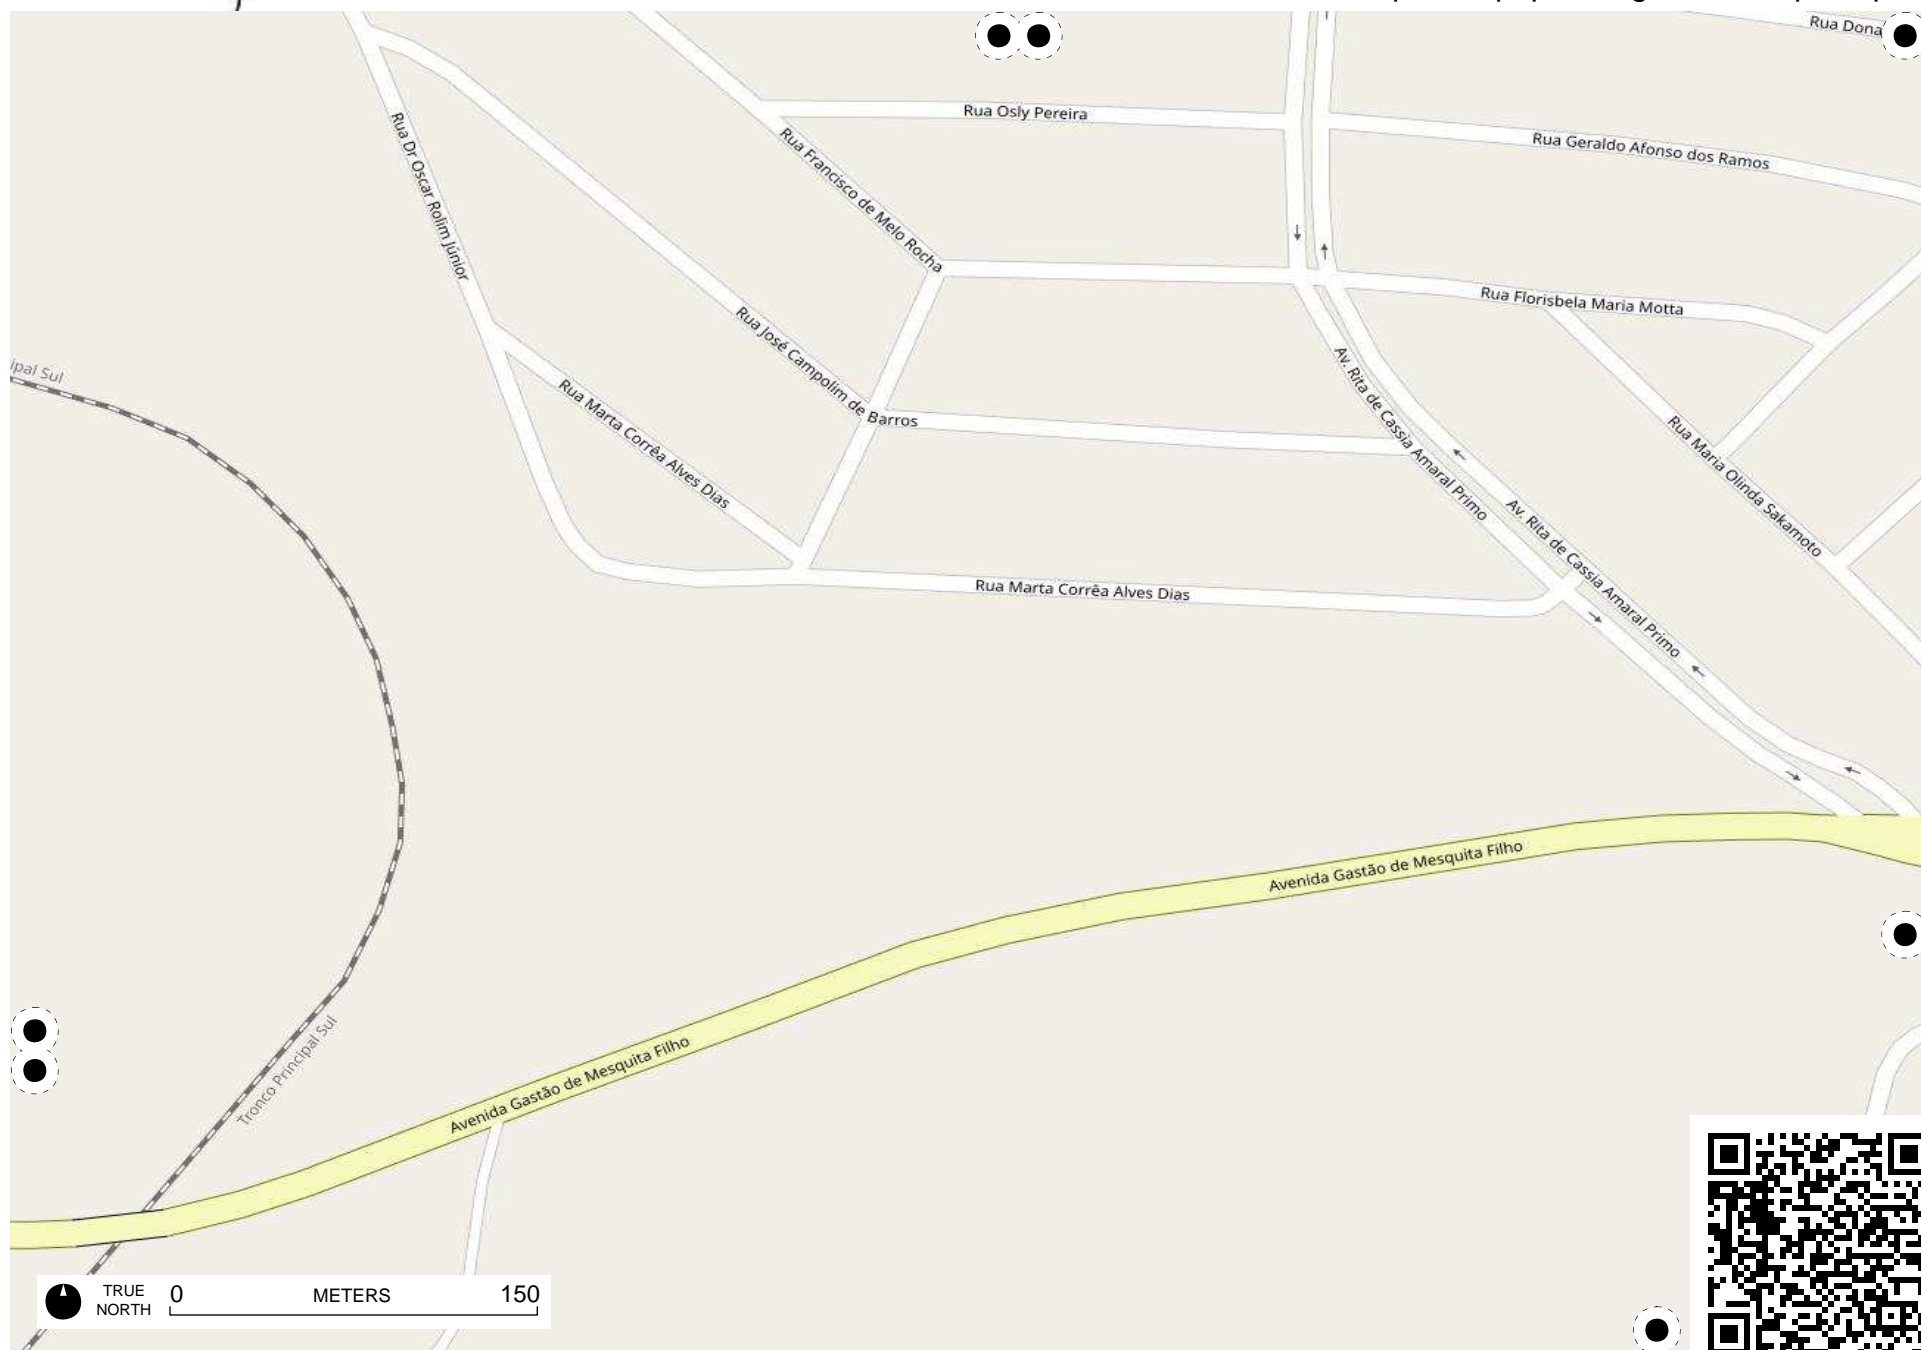 Rua Dona
Rua Osly Pereira
Rua Geraldo Afonso dos Ramos
Rua Dr Oscar Rolim Júnior
Rua Francisco de Melo Rocha
Rua Florisbela Maria Motta
Rua José Campolim de Barros
Av. Rita de Cassia Amaral Primo
ipal Sul
Rua Marta Corrêa Alves Dias
Rua Maria Olinda Sakamoto
Av. Rita de Cassia Amaral Primo
Rua Marta Corrêa Alves Dias
Avenida Gastão de Mesquita Filho
Avenida Gastão de Mesquita Filho
Tronco Principal Sul
TRUE
NORTH
0 METERS 150